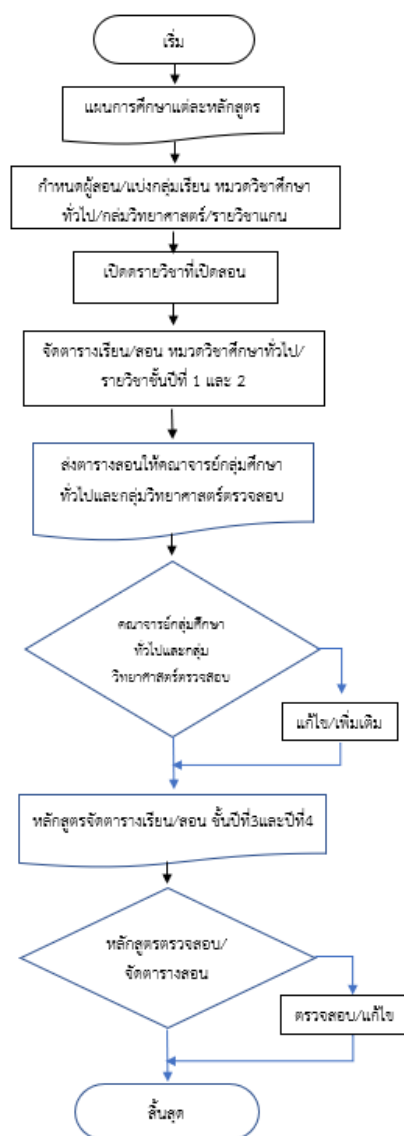 เริ่ม
แผนการศึกษาแต่ละหลักสูตร
กำหนดผู้สอน/แบ่งกลุ่มเรียน หมวดวิชาศึกษา
ทั่วไป/กลุ่มวิทยาศาสตร์/รายวิชาแกน
เปิดดรายวิชาที่เปิดสอน
จัดตารางเรียน/สอน หมวดวิชาศึกษาทั่วไป/
รายวิชาชั้นปีที่ 1 และ 2
ส่งตารางสอนให้คณาจารย์กลุ่มศึกษา
ทั่วไปและกลุ่มวิทยาศาสตร์ตรวจสอบ
คณาจารย์กลุ่มศึกษา
ทั่วไปและกลุ่ม
วิทยาศาสตร์ตรวจสอบ
แก้ไข/เพิ่มเติม
หลักสูตรจัดตารางเรียน/สอน ชั้นปีที่3และปีที่4
หลักสูตรตรวจสอบ/
จัดตารางสอน
ตรวจสอบ/แก้ไข
สิ้นสุด